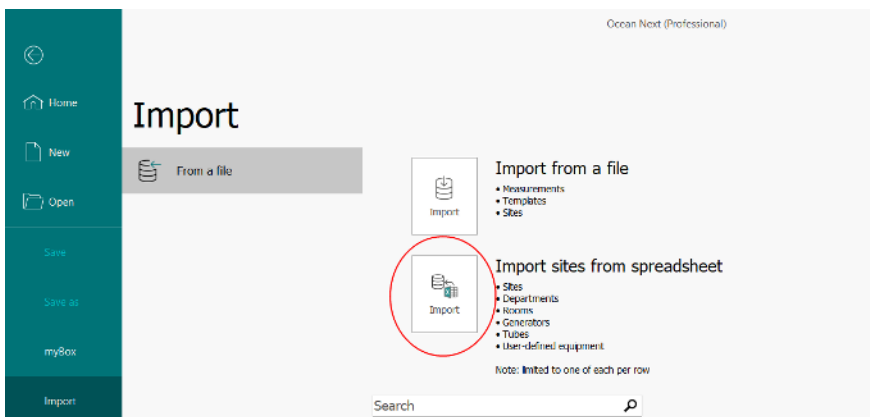 Ocean Next (Professional)
Home
New
Open
Save
Save as
myBox
Import
Import
From a file
Import
Import from a file
• Measurements
• Templates
• Sites
Import
Import sites from spreadsheet
• Sites
• Departments
• Rooms
• Generators
• Tubes
• User-defined equipment
Note: limited to one of each per row
Search